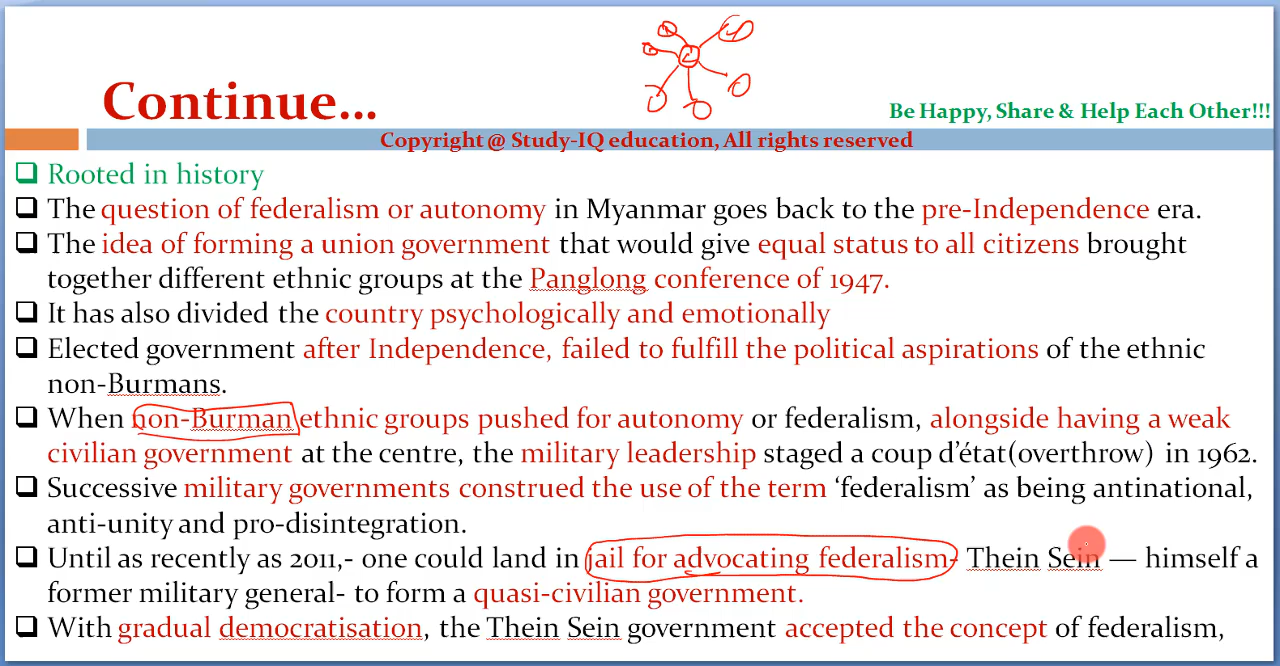 Continue...
Be Happy, Share & Help Each Other!!!
Copyright @ Study-IQ education, All rights reserved
Rooted in history
The question of federalism or autonomy in Myanmar goes back to the pre-Independence era.
The idea of forming a union government that would give equal status to all citizens brought
together different ethnic groups at the Panglong conference of 1947.
It has also divided the country psychologically and emotionally
Elected government after Independence, failed to fulfill the political aspirations of the ethnic
non-Burmans.
When non-Burman ethnic groups pushed for autonomy or federalism, alongside having a weak
civilian government at the centre, the military leadership staged a coup d’état(overthrow) in 1962.
Successive military governments construed the use of the term ‘federalism’ as being antinational,
anti-unity and pro-disintegration.
Until as recently as 2011,- one could land in jail for advocating federalism- Thein Sein — himself a
former military general- to form a quasi-civilian government.
With gradual democratisation, the Thein Sein government accepted the concept of federalism,